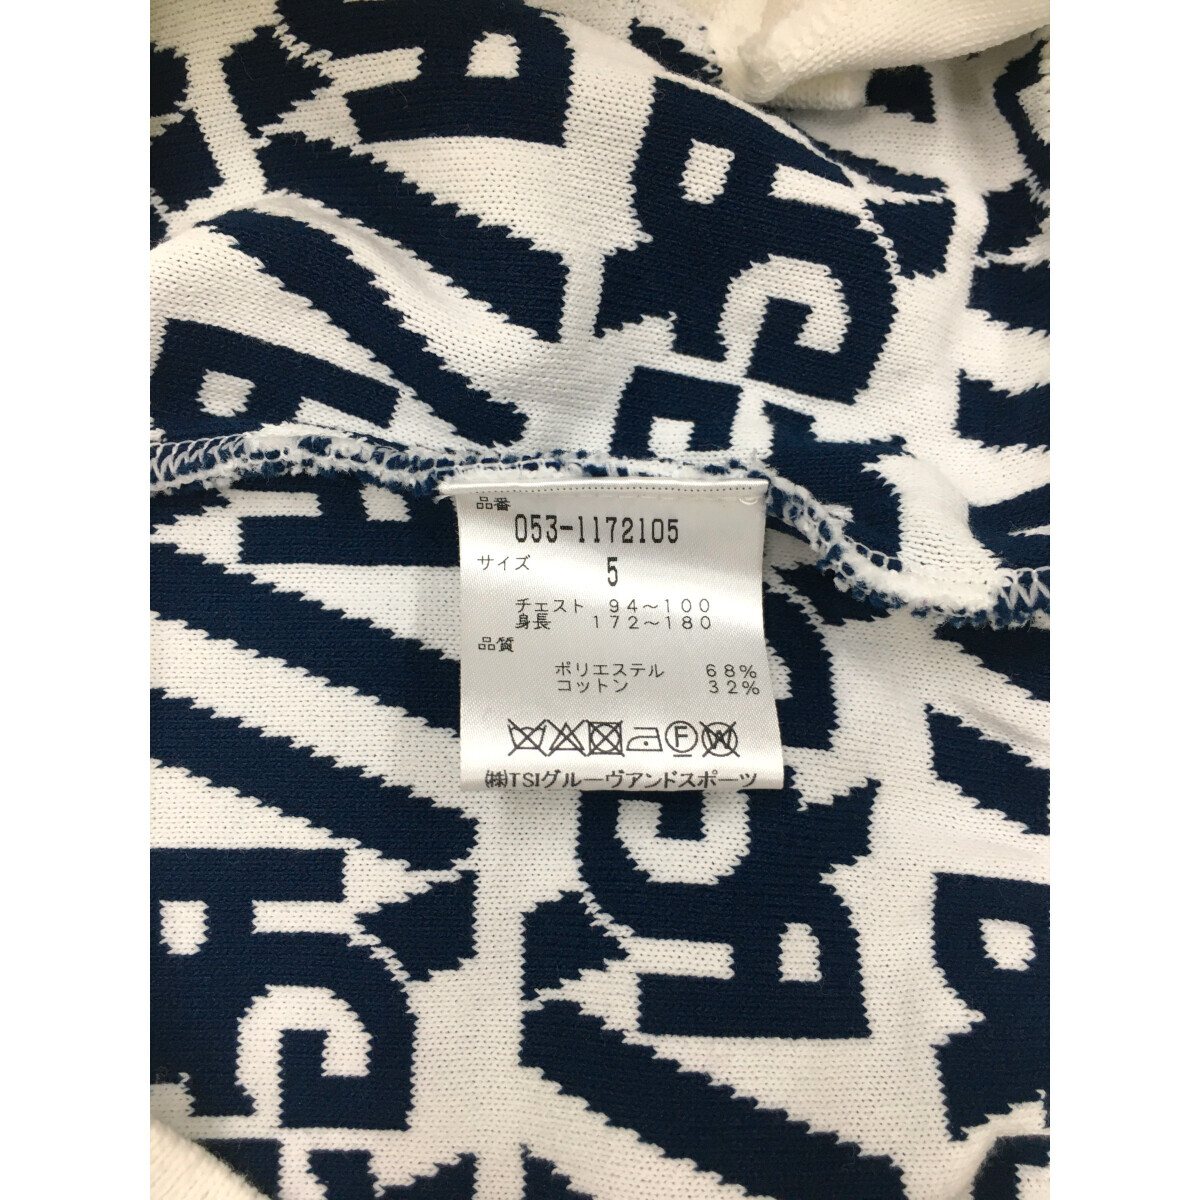 品番
053-1172105
サイズ
5
チェスト 94～100
身長 172～180
品質
ポリエステル 68%
コットン 32%
F W
㈱TSIグルーヴアンドスポーツ